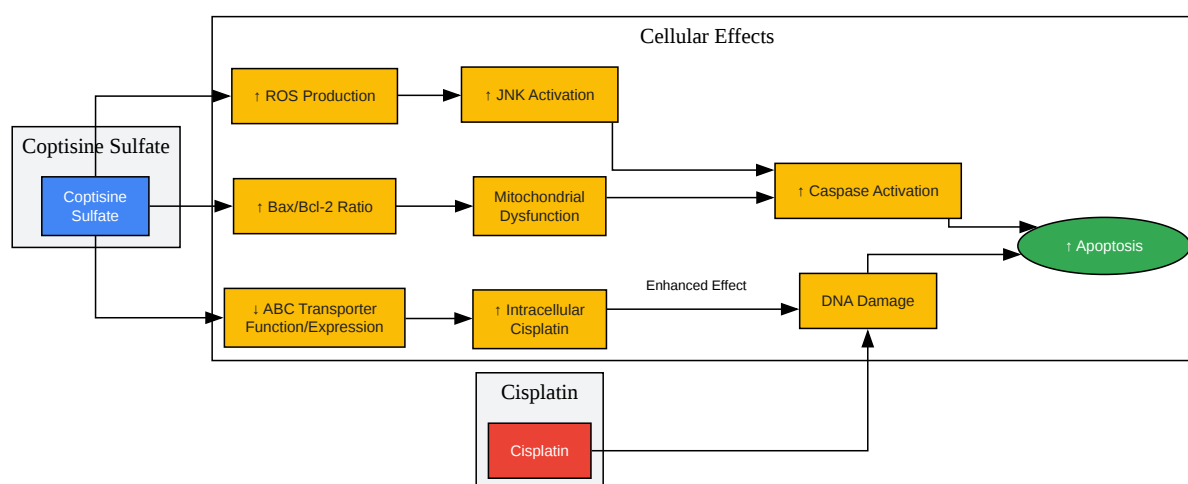 Cellular Effects
↑ ROS Production
↑ JNK Activation
Coptisine Sulfate
Coptisine
Sulfate
↑ Bax/Bcl-2 Ratio
Mitochondrial
Dysfunction
↑ Caspase Activation
↑ Apoptosis
↓ ABC Transporter
Function/Expression
↑ Intracellular
Cisplatin
Enhanced Effect
DNA Damage
Cisplatin
Cisplatin